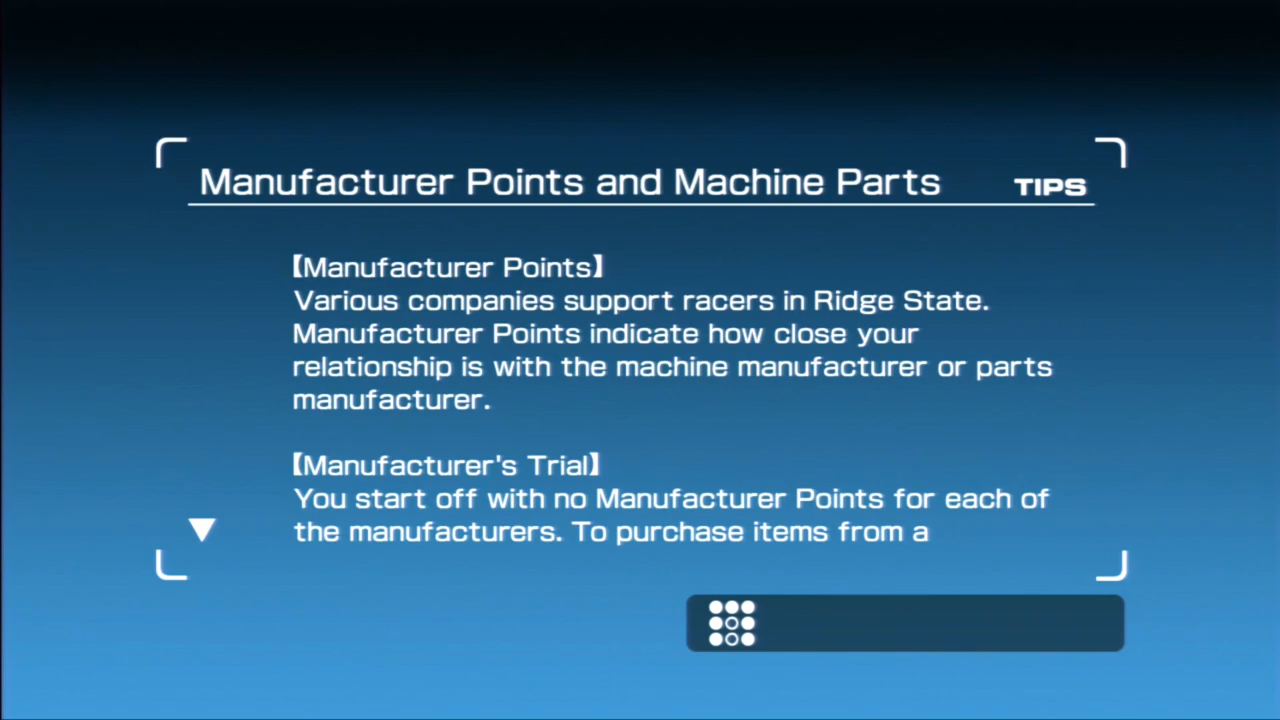 Manufacturer Points and Machine Parts TIPS
【Manufacturer Points】
Various companies support racers in Ridge State.
Manufacturer Points indicate how close your
relationship is with the machine manufacturer or parts
manufacturer.
【Manufacturer's Trial】
You start off with no Manufacturer Points for each of
the manufacturers. To purchase items from a